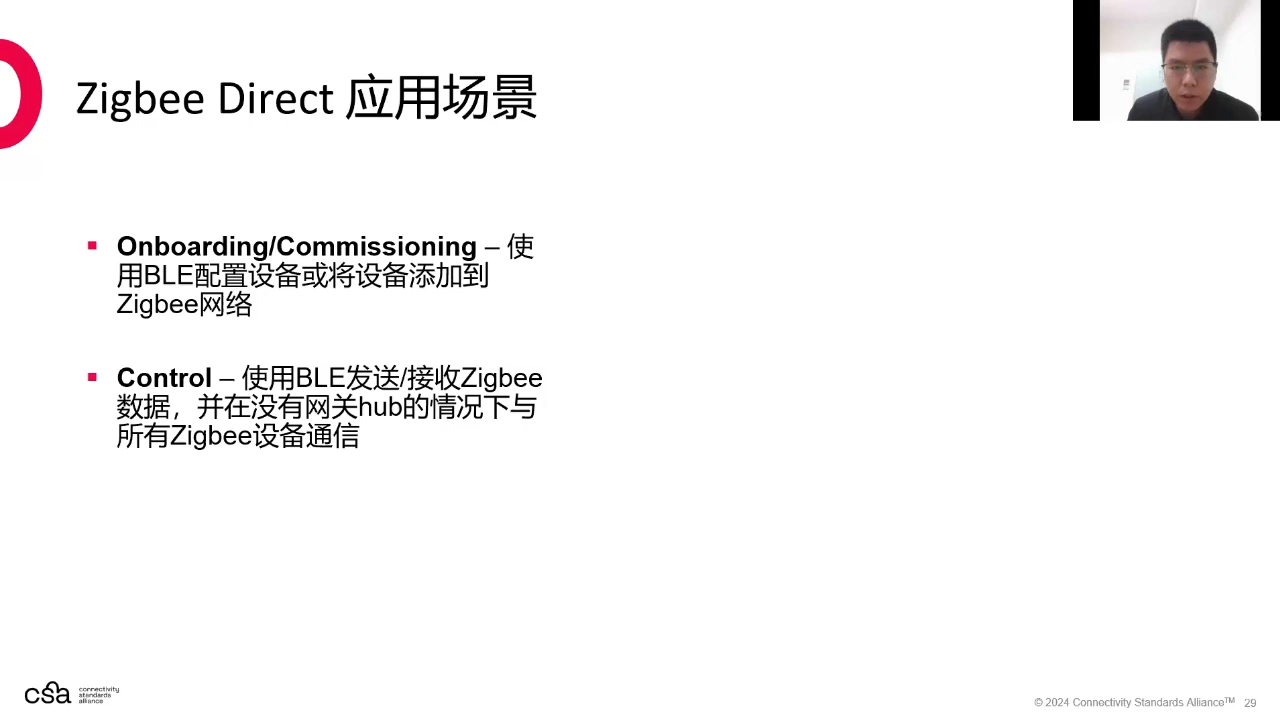 Zigbee Direct 应用场景
Onboarding/Commissioning – 使
用BLE配置设备或将设备添加到
Zigbee网络
Control – 使用BLE发送/接收Zigbee
数据，并在没有网关hub的情况下与
所有Zigbee设备通信
csa connectivity
standards
alliance
© 2024 Connectivity Standards Alliance™ 29